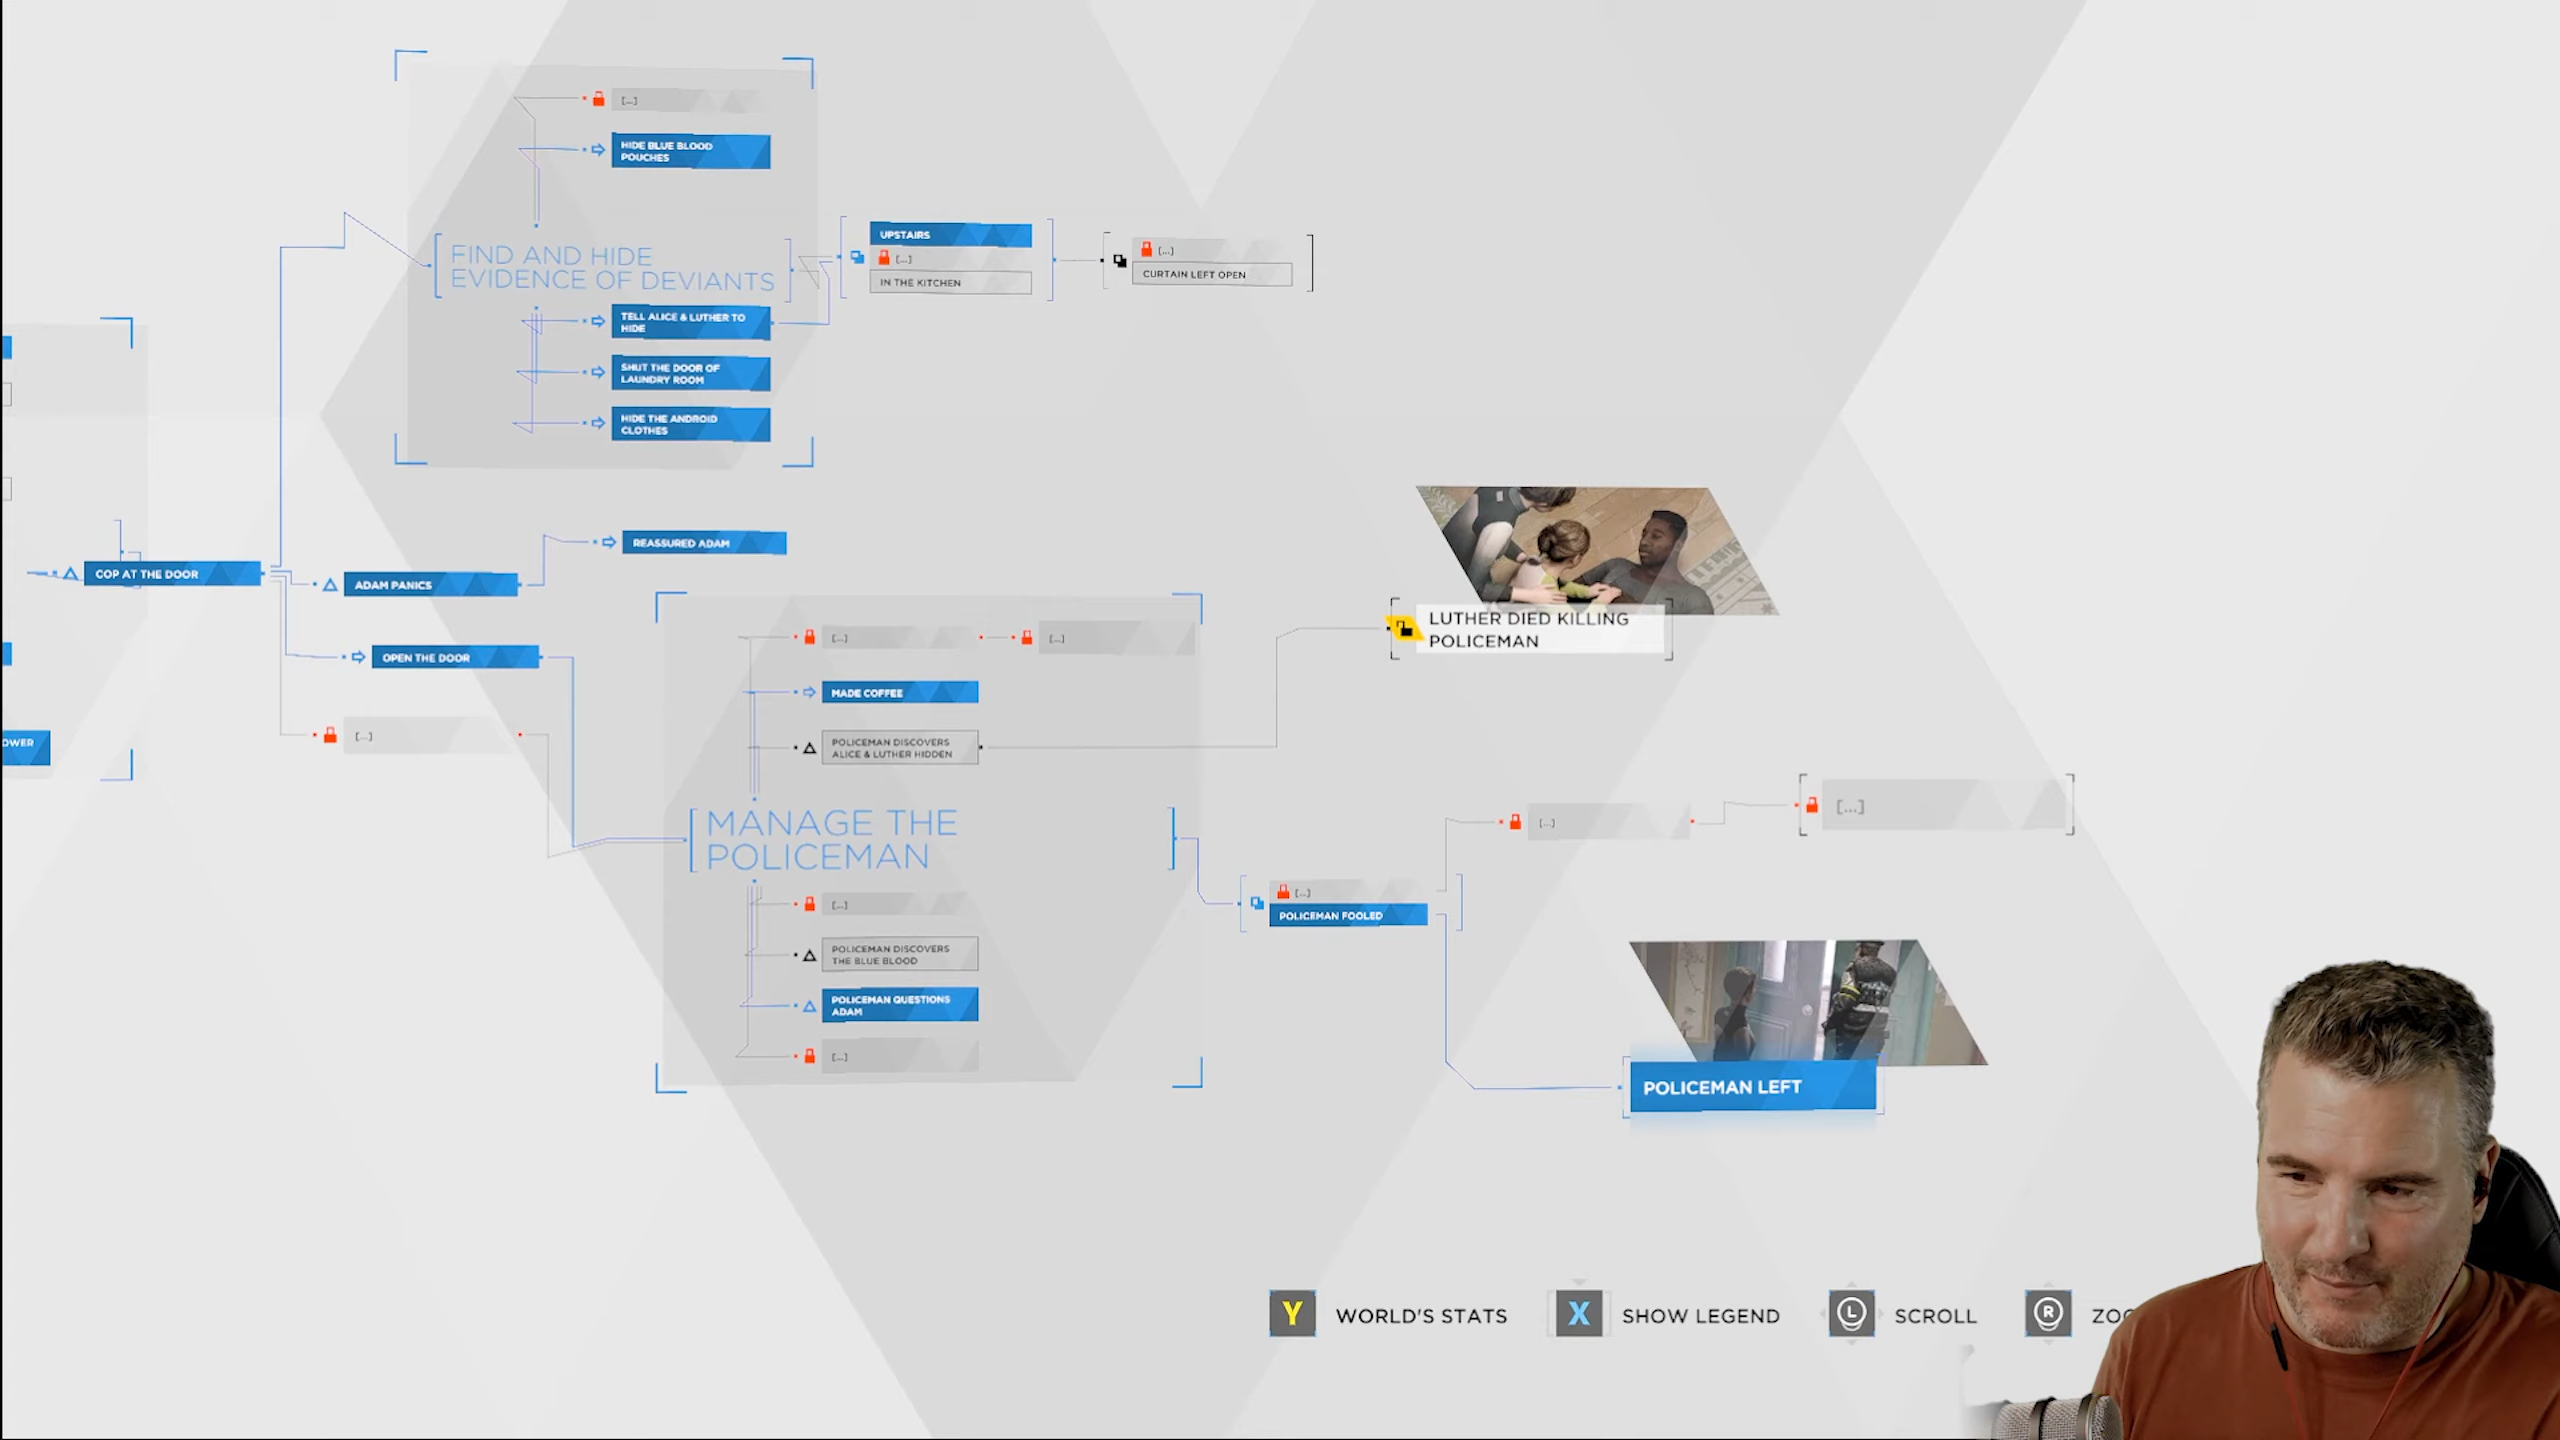 [...]
HIDE BLUE BLOOD
POUCHES
FIND AND HIDE
EVIDENCE OF DEVIANTS
UPSTAIRS
[...]
IN THE KITCHEN
[...]
CURTAIN LEFT OPEN
TELL ALICE & LUTHER TO
HIDE
SHUT THE DOOR OF
LAUNDRY ROOM
HIDE THE ANDROID
CLOTHES
COP AT THE DOOR
ADAM PANICS
REASSURED ADAM
OPEN THE DOOR
[...]
OWER
[...]
[...]
MADE COFFEE
POLICEMAN DISCOVERS
ALICE & LUTHER HIDDEN
MANAGE THE
POLICEMAN
[...]
POLICEMAN DISCOVERS
THE BLUE BLOOD
POLICEMAN QUESTIONS
ADAM
[...]
LUTHER DIED KILLING
POLICEMAN
[...]
[...]
[...]
POLICEMAN FOOLED
POLICEMAN LEFT
Y WORLD'S STATS X SHOW LEGEND L SCROLL R ZOO